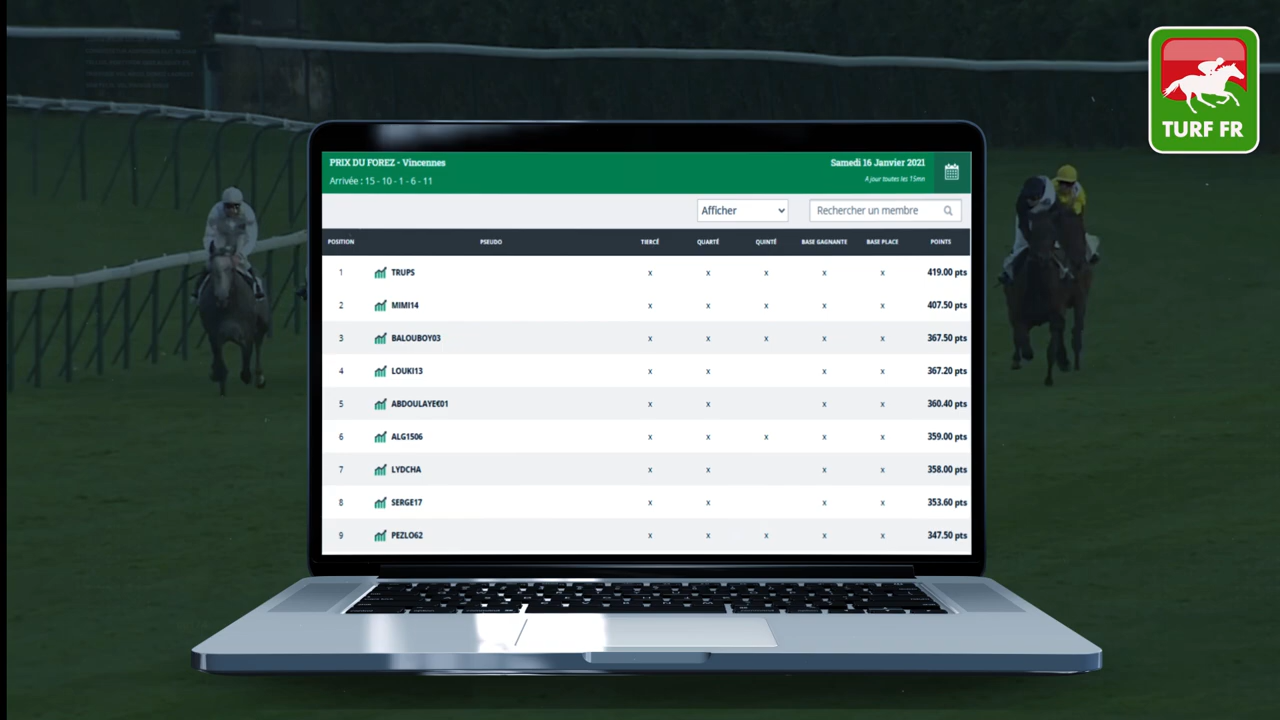 TURF FR
PRIX DU FOREZ - Vincennes
Samedi 16 Janvier 2021
Arrivée : 15 - 10 - 1 - 6 - 11
A jour toutes les 15mn
Afficher
Rechercher un membre
POSITION PSEUDO TIERCÉ QUARTÉ QUINTÉ BASE GAGNANTE BASE PLACE POINTS
1 TRUPS x x x x x 419.00 pts
2 MIMI14 x x x x x 407.50 pts
3 BALOUBOY03 x x x x x 367.50 pts
4 LOUKI13 x x x x 367.20 pts
5 ABDOULAYE€01 x x x x 360.40 pts
6 ALG1506 x x x x x 359.00 pts
7 LYDCHA x x x x 358.00 pts
8 SERGE17 x x x x 353.60 pts
9 PEZLO62 x x x x x 347.50 pts